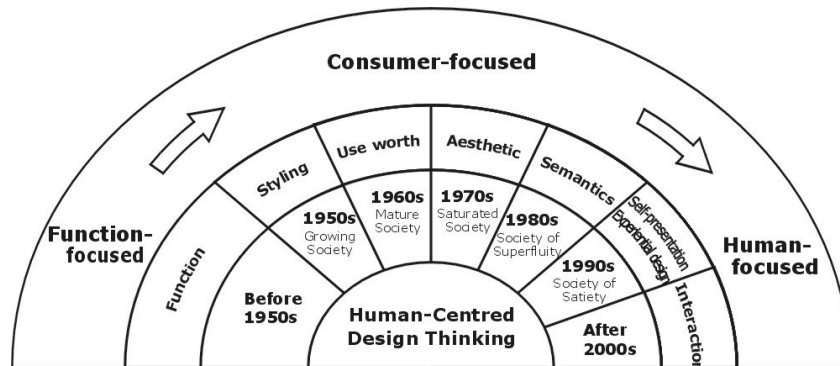 Consumer-focused
Function-
focused
Human-
focused
Function
Styling
Use worth
Aesthetic
Semantics
Self-presentation
Experiential design
Interaction
Before
1950s
1950s
Growing
Society
1960s
Mature
Society
1970s
Saturated
Society
1980s
Society of
Superfluity
1990s
Society of
Satiety
After
2000s
Human-Centred
Design Thinking